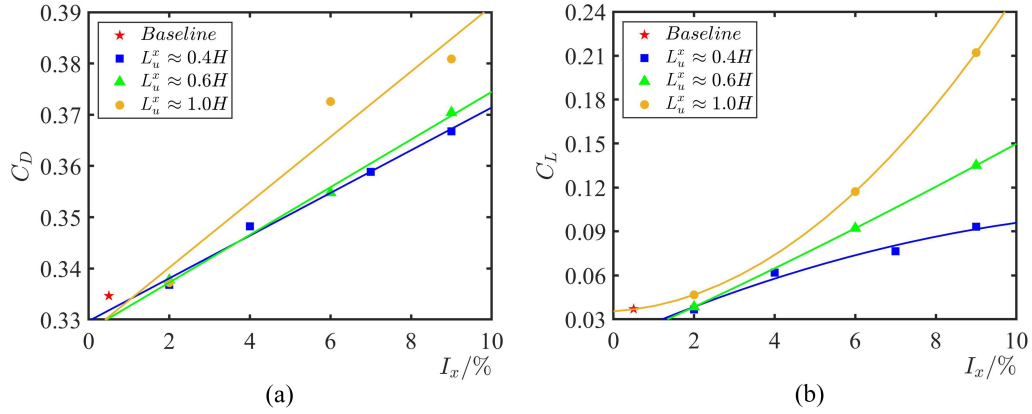 0.39
0.38
0.37
0.36
0.35
0.34
0.33
C_D
0 2 4 6 8 10
I_x/%
Baseline
L_u^x ≈ 0.4H
L_u^x ≈ 0.6H
L_u^x ≈ 1.0H
(a)
0.24
0.21
0.18
0.15
0.12
0.09
0.06
0.03
C_L
0 2 4 6 8 10
I_x/%
Baseline
L_u^x ≈ 0.4H
L_u^x ≈ 0.6H
L_u^x ≈ 1.0H
(b)